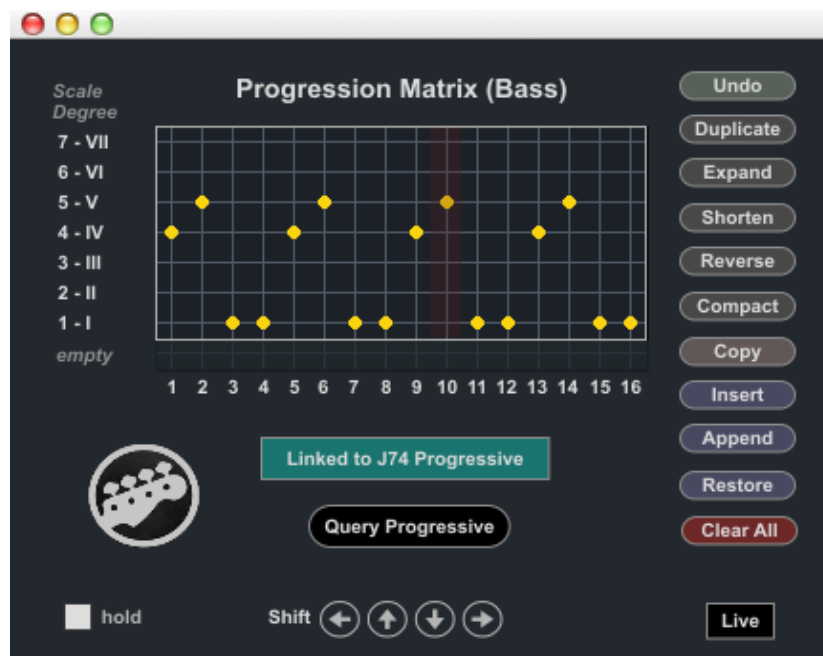 Progression Matrix (Bass)
Scale
Degree
7 - VII
6 - VI
5 - V
4 - IV
3 - III
2 - II
1 - I
empty
1 2 3 4 5 6 7 8 9 10 11 12 13 14 15 16
Undo
Duplicate
Expand
Shorten
Reverse
Compact
Copy
Insert
Append
Restore
Clear All
Linked to J74 Progressive
Query Progressive
hold
Shift
Live